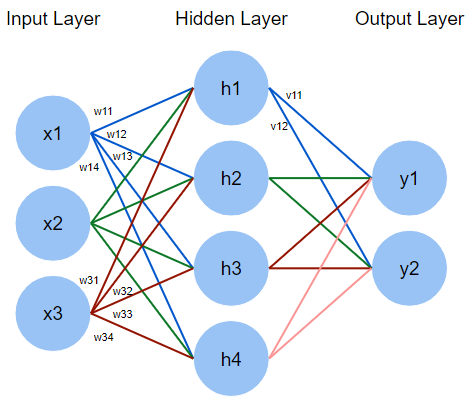 Input Layer
Hidden Layer
Output Layer
x1
x2
x3
h1
h2
h3
h4
y1
y2
w11
w12
w13
w14
w31
w32
w33
w34
v11
v12